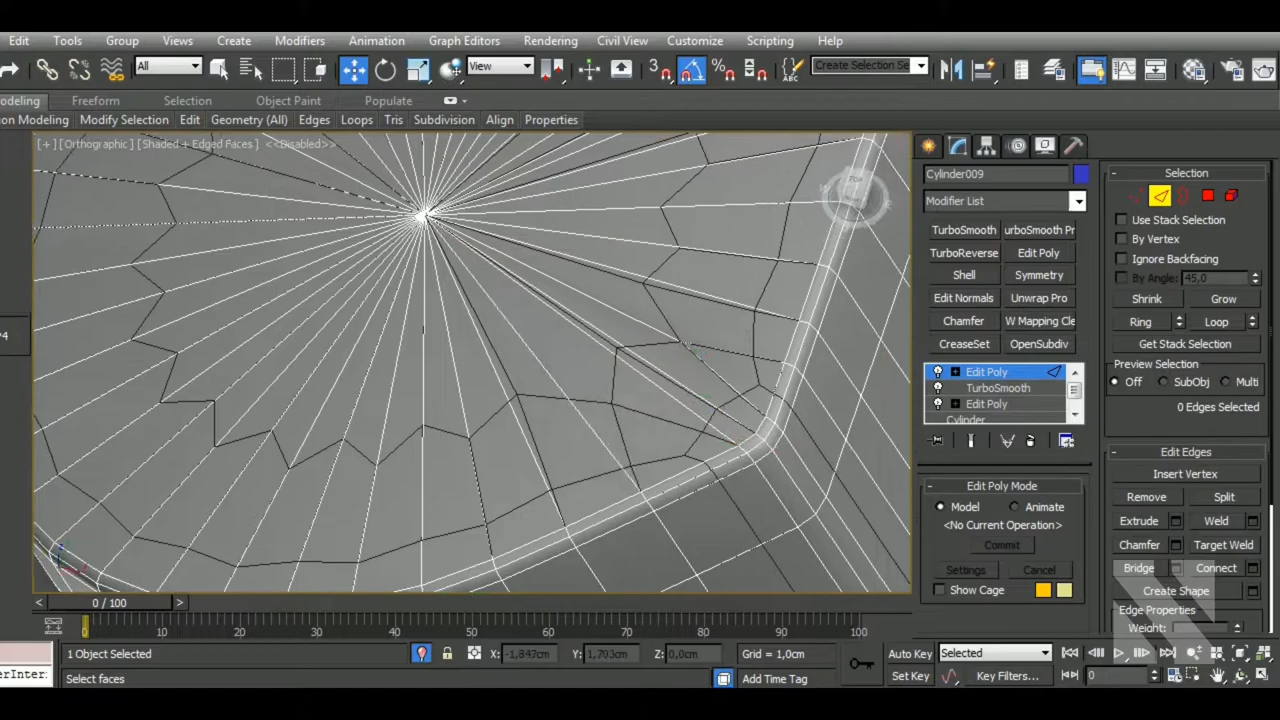 Edit Tools Group Views Create Modifiers Animation Graph Editors Rendering Civil View Customize Scripting Help
All View 3 Create Selection Se
odeling Freeform Selection Object Paint Populate
on Modeling Modify Selection Edit Geometry (All) Edges Loops Tris Subdivision Align Properties
[+] [Orthographic] [Shaded + Edged Faces] <<Disabled>>
Cylinder009
Modifier List
TurboSmooth urboSmooth Pr
TurboReverse Edit Poly
Shell Symmetry
Edit Normals Unwrap Pro
Chamfer W Mapping Cle
CreaseSet OpenSubdiv
Edit Poly
TurboSmooth
Edit Poly
Cylinder
- Edit Poly Mode
Model Animate
<No Current Operation>
Commit
Settings Cancel
Show Cage
- Selection
Use Stack Selection
By Vertex
Ignore Backfacing
By Angle: 45,0
Shrink Grow
Ring Loop
Get Stack Selection
Preview Selection
Off SubObj Multi
0 Edges Selected
- Edit Edges
Insert Vertex
Remove Split
Extrude Weld
Chamfer Target Weld
Bridge Connect
Create Shape
Edge Properties
Weight:
< 0 / 100 >
0 10 20 30 40 50 60 70 80 90 100
1 Object Selected X: -1,847cm Y: 1,703cm Z: 0,0cm Grid = 1,0cm Auto Key Selected
erInter: Select faces Add Time Tag Set Key Key Filters... 0